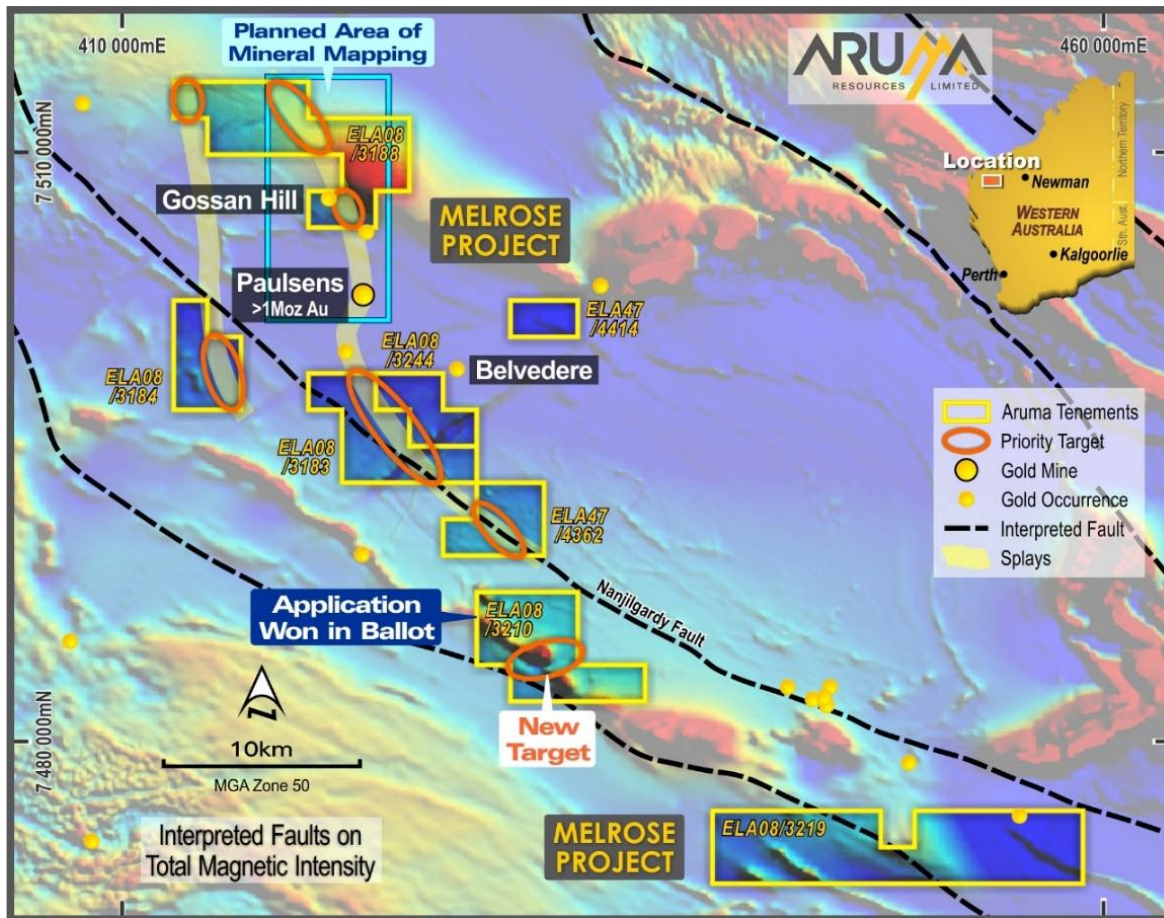 410 000mE
Planned Area of
Mineral Mapping
ARUMA
RESOURCES LIMITED
460 000mE
7 510 000mN
ELA08
/3188
Gossan Hill
MELROSE
PROJECT
Paulsens
>1Moz Au
ELA47
/4414
ELA08
/3244
Belvedere
ELA08
/3184
ELA08
/3183
ELA47
/4362
Location
Newman
WESTERN
AUSTRALIA
Kalgoorlie
Perth
Northern Territory
Sth. Aust.
Aruma Tenements
Priority Target
Gold Mine
Gold Occurrence
Interpreted Fault
Splays
Application
Won in Ballot
ELA08
/3210
Nanjilgardy Fault
New
Target
7 480 000mN
N
10km
MGA Zone 50
Interpreted Faults on
Total Magnetic Intensity
MELROSE
PROJECT
ELA08/3219